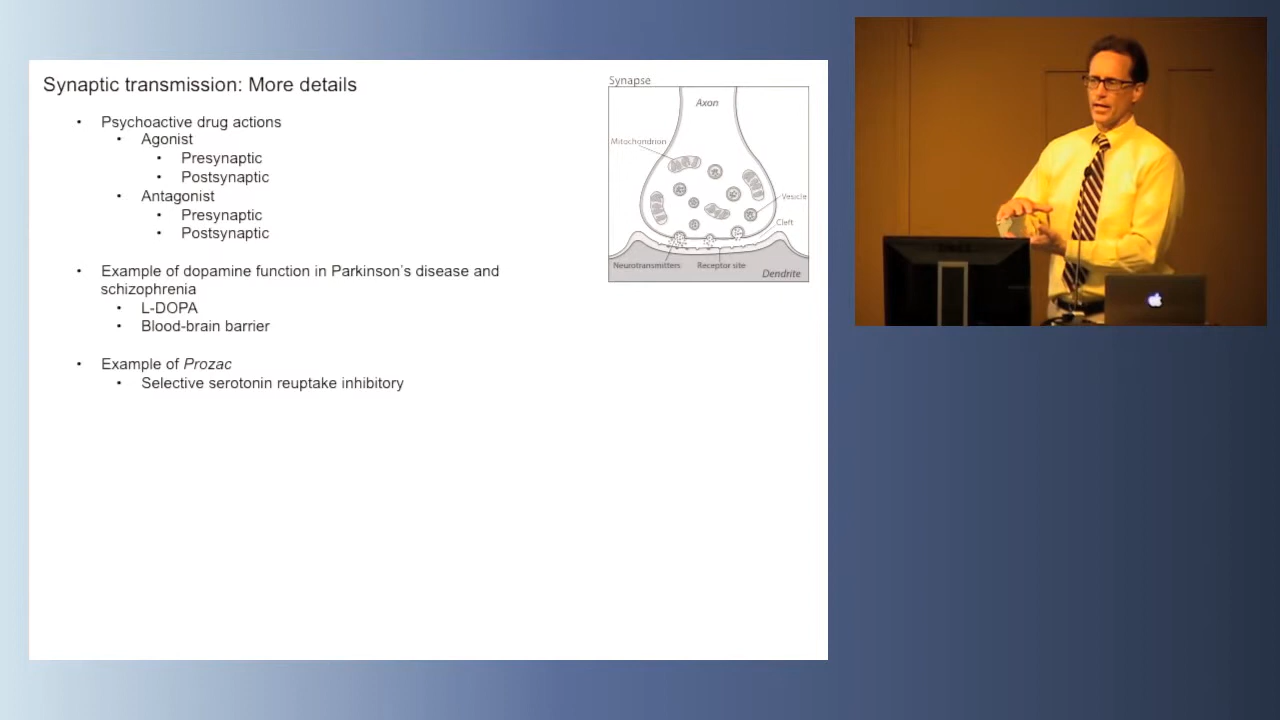 Synaptic transmission: More details
• Psychoactive drug actions
• Agonist
• Presynaptic
• Postsynaptic
• Antagonist
• Presynaptic
• Postsynaptic
• Example of dopamine function in Parkinson's disease and
schizophrenia
• L-DOPA
• Blood-brain barrier
• Example of Prozac
• Selective serotonin reuptake inhibitory
Synapse
Axon
Mitochondrion
Vesicle
Cleft
Neurotransmitters
Receptor site
Dendrite